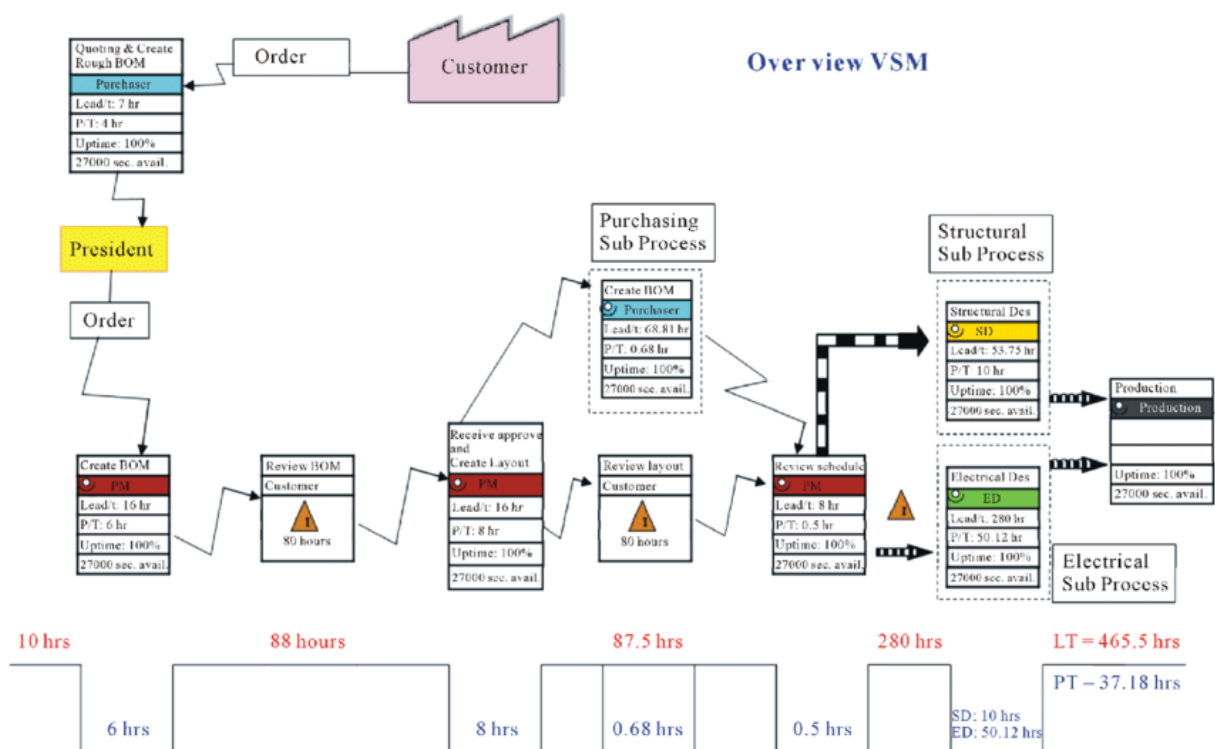 Over view VSM
Customer
Order
Quoting & Create
Rough BOM
Purchaser
Lead/t: 7 hr
P/T: 4 hr
Uptime: 100%
27000 sec. avail.
President
Order
Purchasing
Sub Process
Create BOM
Purchaser
Lead/t: 68.81 hr
P/T: 0.68 hr
Uptime: 100%
27000 sec. avail.
Structural
Sub Process
Structural Des
SD
Lead/t: 53.75 hr
P/T: 10 hr
Uptime: 100%
27000 sec. avail.
Production
Production
Uptime: 100%
27000 sec. avail.
Create BOM
PM
Lead/t: 16 hr
P/T: 6 hr
Uptime: 100%
27000 sec. avail.
Review BOM
Customer
I
80 hours
Receive approve
and
Create Layout
PM
Lead/t: 16 hr
P/T: 8 hr
Uptime: 100%
27000 sec. avail.
Review layout
Customer
I
80 hours
Review schedule
PM
Lead/t: 8 hr
P/T: 0.5 hr
Uptime: 100%
27000 sec. avail.
I
Electrical Des
ED
Lead/t: 280 hr
P/T: 50.12 hr
Uptime: 100%
27000 sec. avail.
Electrical
Sub Process
10 hrs
88 hours
87.5 hrs
280 hrs
LT = 465.5 hrs
PT – 37.18 hrs
6 hrs
8 hrs
0.68 hrs
0.5 hrs
SD: 10 hrs
ED: 50.12 hrs